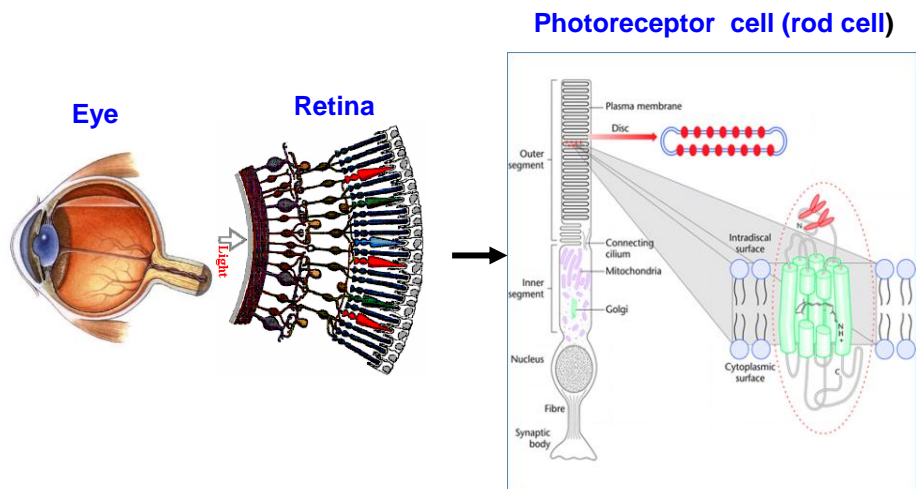 Photoreceptor cell (rod cell)
Eye
Retina
Light
Plasma membrane
Disc
Outer
segment
N
Intradiscal
surface
Connecting
cilium
Mitochondria
Inner
segment
Golgi
N
H
+
Nucleus
Cytoplasmic
surface
C
Fibre
Synaptic
body